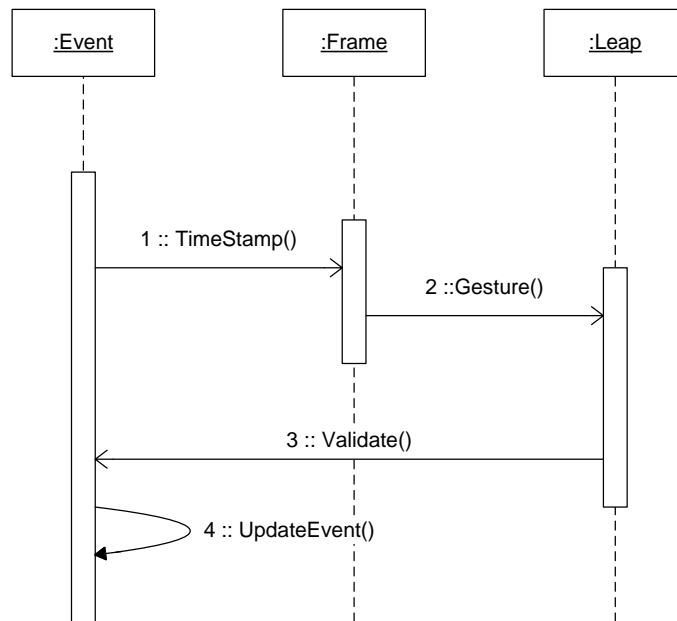 :Event
:Frame
:Leap
1 :: TimeStamp()
2 ::Gesture()
3 :: Validate()
4 :: UpdateEvent()